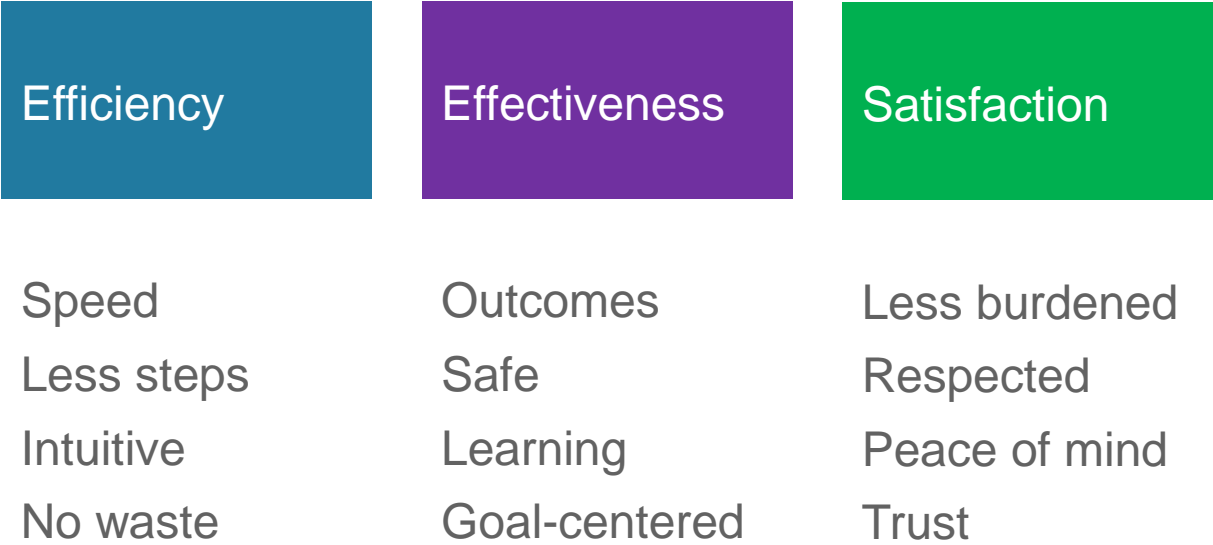 Efficiency
Speed
Less steps
Intuitive
No waste
Effectiveness
Outcomes
Safe
Learning
Goal-centered
Satisfaction
Less burdened
Respected
Peace of mind
Trust